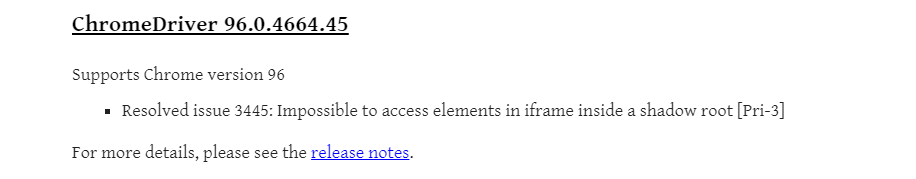 ChromeDriver 96.0.4664.45
Supports Chrome version 96
▪ Resolved issue 3445: Impossible to access elements in iframe inside a shadow root [Pri-3]
For more details, please see the release notes.